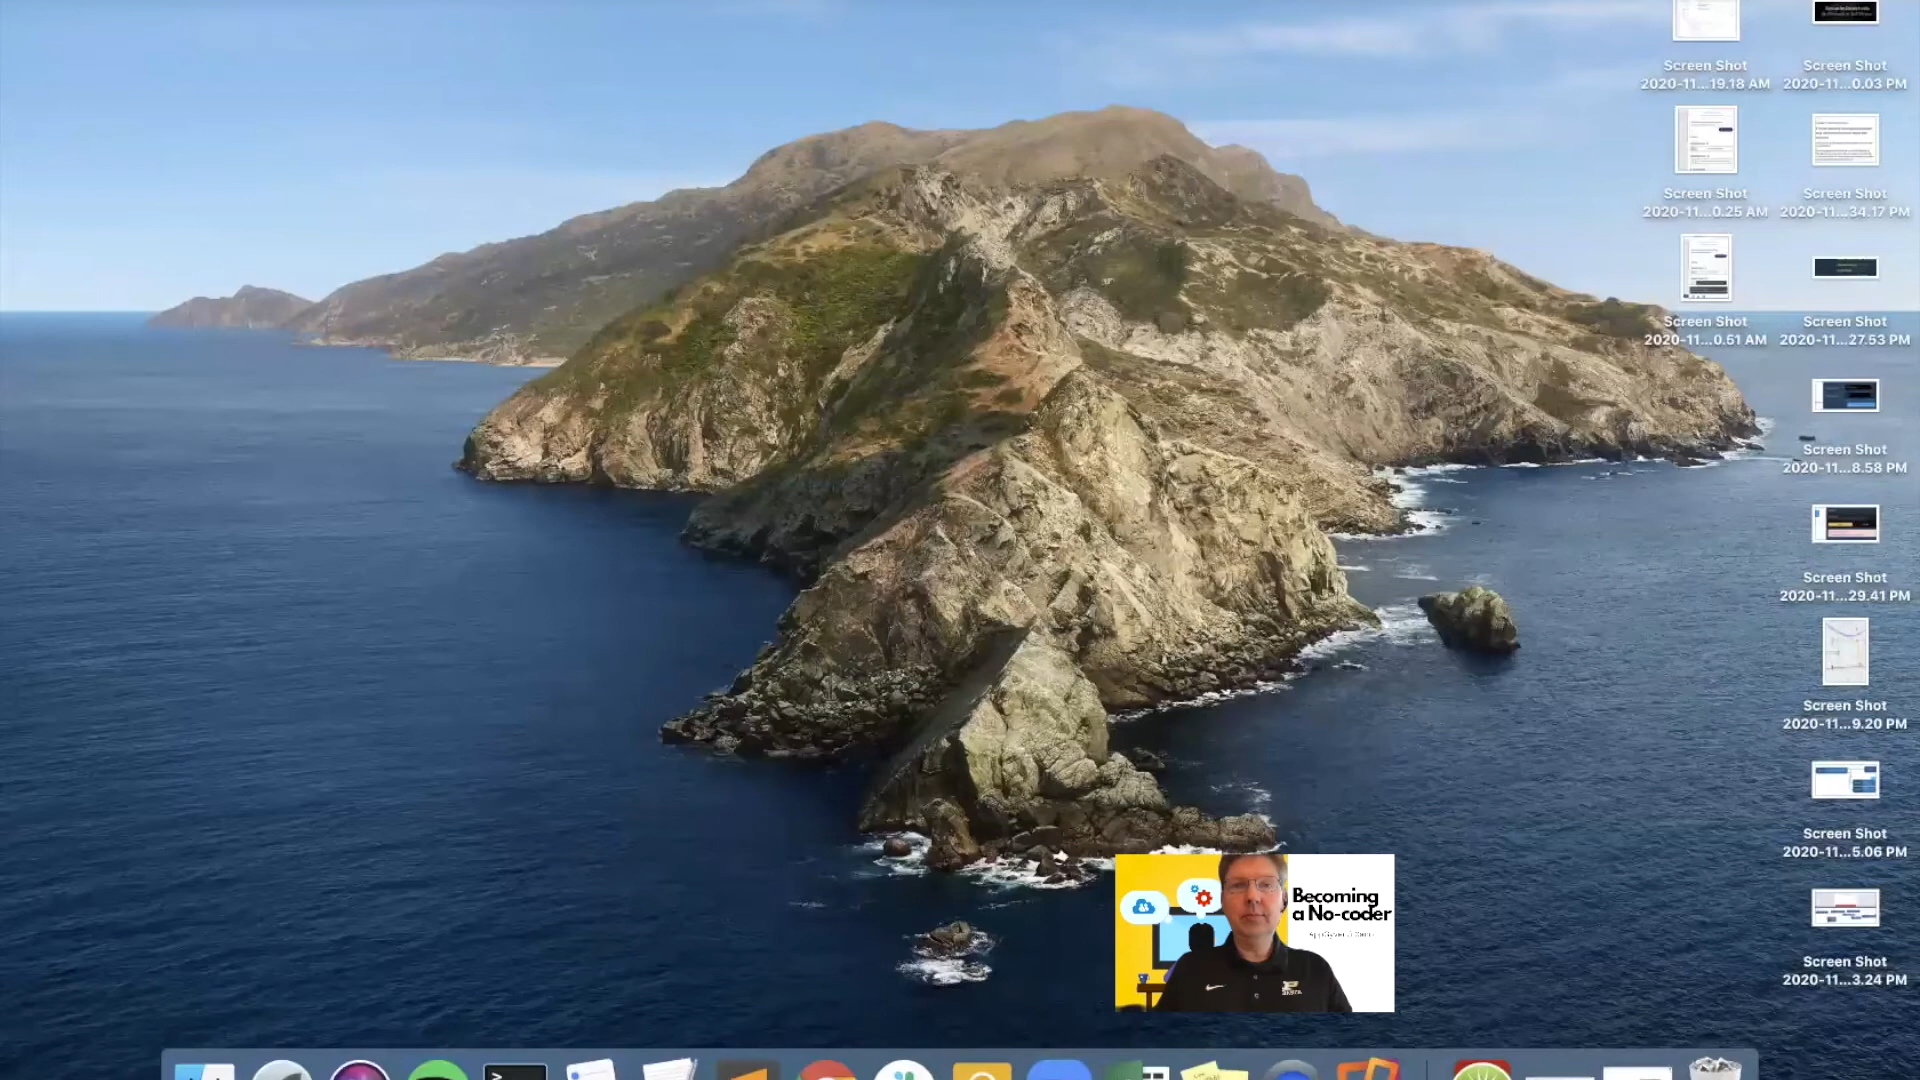 Screen Shot
2020-11...19.18 AM
Screen Shot
2020-11...0.03 PM
Screen Shot
2020-11...0.25 AM
Screen Shot
2020-11...34.17 PM
Screen Shot
2020-11...0.51 AM
Screen Shot
2020-11...27.53 PM
Screen Shot
2020-11...8.58 PM
Screen Shot
2020-11...29.41 PM
Screen Shot
2020-11...9.20 PM
Screen Shot
2020-11...5.06 PM
Screen Shot
2020-11...3.24 PM
Becoming
a No-coder